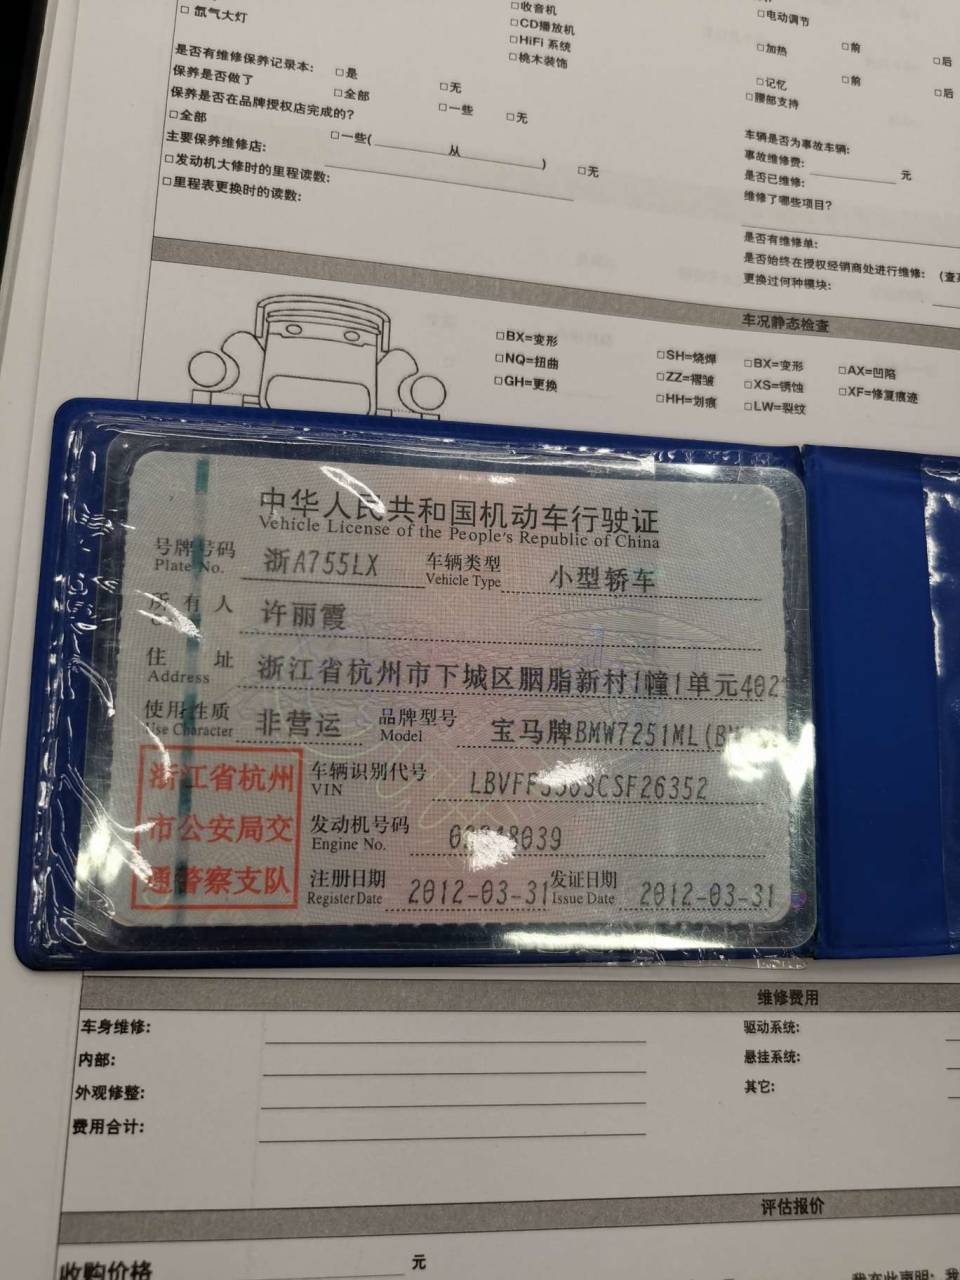 □ 氙气大灯
□收音机
□CD播放机
□HiFi 系统
□桃木装饰
□电动调节
□加热 □前 □后
□记忆 □前 □后
□腰部支持
是否有维修保养记录本: □是 □无
保养是否做了 □全部 □一些 □无
保养是否在品牌授权店完成的?
□全部 □一些( 从 ) □无
主要保养维修店:
□发动机大修时的里程读数:
□里程表更换时的读数:
车辆是否为事故车辆:
事故维修费: 元
是否已维修:
维修了哪些项目?
是否有维修单:
是否始终在授权经销商处进行维修:
更换过何种模块:
车况静态检查
□BX=变形
□NQ=扭曲
□GH=更换
□SH=烧焊 □BX=变形 □AX=凹陷
□ZZ=褶皱 □XS=锈蚀 □XF=修复痕迹
□HH=划痕 □LW=裂纹
中华人民共和国机动车行驶证
Vehicle License of the People's Republic of China
号牌号码 浙A755LX 车辆类型 小型轿车
Plate No. Vehicle Type
所有人 许丽霞
住 址 浙江省杭州市下城区胭脂新村1幢1单元402
Address
使用性质 非营运 品牌型号 宝马牌BMW7251ML(
Use Character Model
浙江省杭州
市公安局交
通警察支队
车辆识别代号
VIN
发动机号码
Engine No.
注册日期 2012-03-31 发证日期 2012-03-31
Register Date Issue Date
维修费用
车身维修: 驱动系统:
内部: 悬挂系统:
外观修整: 其它:
费用合计:
评估报价
收购价格 元
我在此声明: